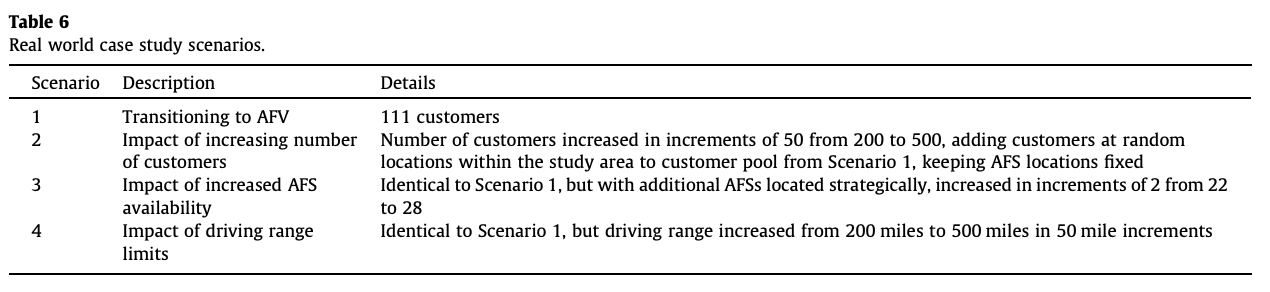 Table 6
Real world case study scenarios.
Scenario Description Details
1 Transitioning to AFV 111 customers
2 Impact of increasing number Number of customers increased in increments of 50 from 200 to 500, adding customers at random
of customers locations within the study area to customer pool from Scenario 1, keeping AFS locations fixed
3 Impact of increased AFS Identical to Scenario 1, but with additional AFSs located strategically, increased in increments of 2 from 22
availability to 28
4 Impact of driving range Identical to Scenario 1, but driving range increased from 200 miles to 500 miles in 50 mile increments
limits